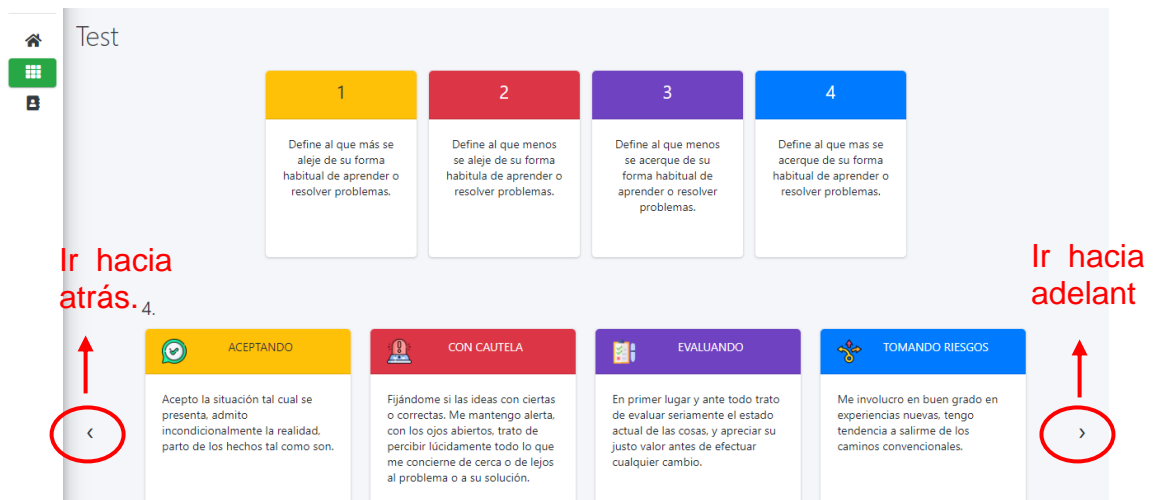 Test
1
Define al que más se
aleje de su forma
habitual de aprender o
resolver problemas.
2
Define al que menos
se aleje de su forma
habitula de aprender o
resolver problemas.
3
Define al que menos
se acerque de su
forma habitual de
aprender o resolver
problemas.
4
Define al que mas se
acerque de su forma
habitual de aprender o
resolver problemas.
Ir hacia
atrás.
Ir hacia
adelant
4.
ACEPTANDO
Acepto la situación tal cual se
presenta, admito
incondicionalmente la realidad,
parto de los hechos tal como son.
CON CAUTELA
Fijándome si las ideas con ciertas
o correctas. Me mantengo alerta,
con los ojos abiertos, trato de
percibir lúcidamente todo lo que
me concierne de cerca o de lejos
al problema o a su solución.
EVALUANDO
En primer lugar y ante todo trato
de evaluar seriamente el estado
actual de las cosas, y apreciar su
justo valor antes de efectuar
cualquier cambio.
TOMANDO RIESGOS
Me involucro en buen grado en
experiencias nuevas, tengo
tendencia a salirme de los
caminos convencionales.